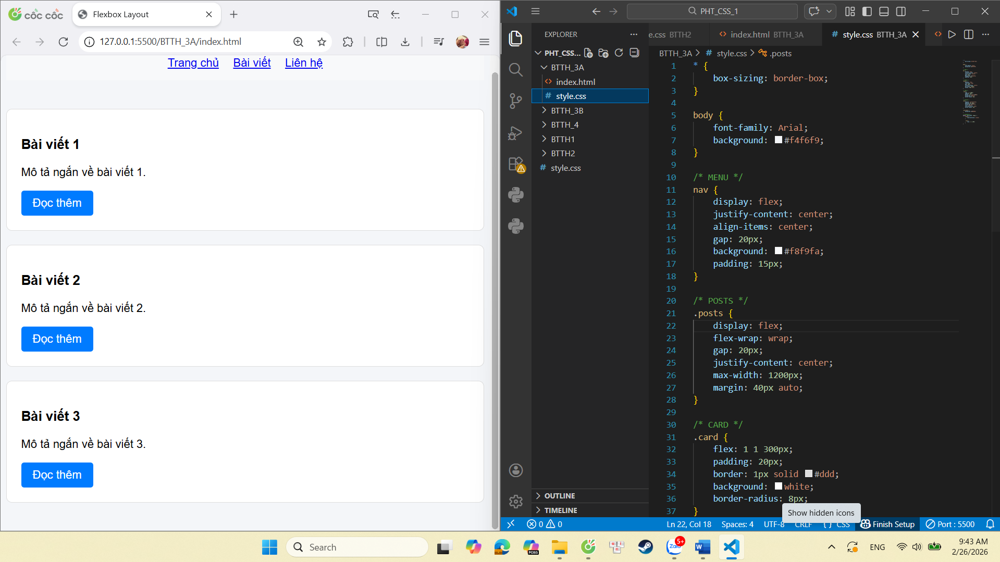 cốc cốc
Flexbox Layout
127.0.0.1:5500/BTTH_3A/index.html
Trang chủ Bài viết Liên hệ
Bài viết 1
Mô tả ngắn về bài viết 1.
Đọc thêm
Bài viết 2
Mô tả ngắn về bài viết 2.
Đọc thêm
Bài viết 3
Mô tả ngắn về bài viết 3.
Đọc thêm
PHT_CSS_1
EXPLORER
PHT_CSS...
BTTH_3A
index.html
style.css
BTTH_3B
BTTH_4
BTTH1
BTTH2
style.css
OUTLINE
TIMELINE
e.css BTTH2 index.html BTTH_3A style.css BTTH_3A
BTTH_3A > # style.css > .posts
1 * {
2 box-sizing: border-box;
3 }
4
5 body {
6 font-family: Arial;
7 background: #f4f6f9;
8 }
9
10 /* MENU */
11 nav {
12 display: flex;
13 justify-content: center;
14 align-items: center;
15 gap: 20px;
16 background: #f8f9fa;
17 padding: 15px;
18 }
19
20 /* POSTS */
21 .posts {
22 display: flex;
23 flex-wrap: wrap;
24 gap: 20px;
25 justify-content: center;
26 max-width: 1200px;
27 margin: 40px auto;
28 }
29
30 /* CARD */
31 .card {
32 flex: 1 1 300px;
33 padding: 20px;
34 border: 1px solid #ddd;
35 background: white;
36 border-radius: 8px;
37 }
Show hidden icons
0 0 Ln 22, Col 18 Spaces: 4 UTF-8 CRLF {} CSS Finish Setup Port : 5500
Search
M365
Zalo
5+
W
ENG
9:43 AM
2/26/2026